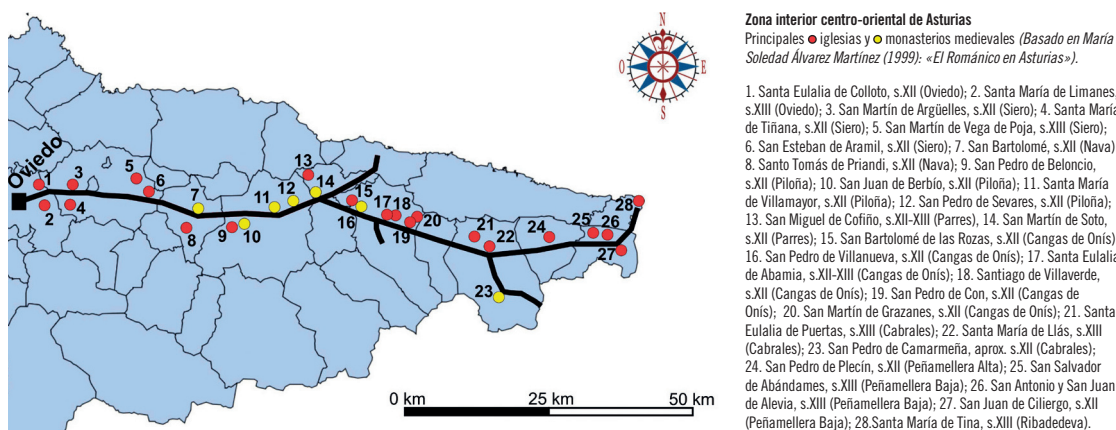 N
O
E
S
Oviedo
1
2
3
4
5
6
7
8
9
10
11
12
13
14
15
16
17
18
19
20
21
22
23
24
25
26
27
28
0 km
25 km
50 km
Zona interior centro-oriental de Asturias
Principales iglesias y monasterios medievales (Basado en María
Soledad Álvarez Martínez (1999): «El Románico en Asturias»).
1. Santa Eulalia de Colloto, s.XII (Oviedo); 2. Santa María de Limanes,
s.XIII (Oviedo); 3. San Martín de Argüelles, s.XII (Siero); 4. Santa María
de Tiñana, s.XII (Siero); 5. San Martín de Vega de Poja, s.XIII (Siero);
6. San Esteban de Aramil, s.XII (Siero); 7. San Bartolomé, s.XII (Nava)
8. Santo Tomás de Priandi, s.XII (Nava); 9. San Pedro de Beloncio,
s.XII (Piloña); 10. San Juan de Berbío, s.XII (Piloña); 11. Santa María
de Villamayor, s.XII (Piloña); 12. San Pedro de Sevares, s.XII (Piloña);
13. San Miguel de Cofiño, s.XII-XIII (Parres), 14. San Martín de Soto,
s.XII (Parres); 15. San Bartolomé de las Rozas, s.XII (Cangas de Onís);
16. San Pedro de Villanueva, s.XII (Cangas de Onís); 17. Santa Eulalia
de Abamia, s.XII-XIII (Cangas de Onís); 18. Santiago de Villaverde,
s.XII (Cangas de Onís); 19. San Pedro de Con, s.XII (Cangas de
Onís); 20. San Martín de Grazanes, s.XII (Cangas de Onís); 21. Santa
Eulalia de Puertas, s.XIII (Cabrales); 22. Santa María de Llás, s.XIII
(Cabrales); 23. San Pedro de Camarmeña, aprox. s.XII (Cabrales);
24. San Pedro de Plecín, s.XII (Peñamellera Alta); 25. San Salvador
de Abándames, s.XIII (Peñamellera Baja); 26. San Antonio y San Juan
de Alevia, s.XIII (Peñamellera Baja); 27. San Juan de Ciliergo, s.XII
(Peñamellera Baja); 28.Santa María de Tina, s.XIII (Ribadedeva).